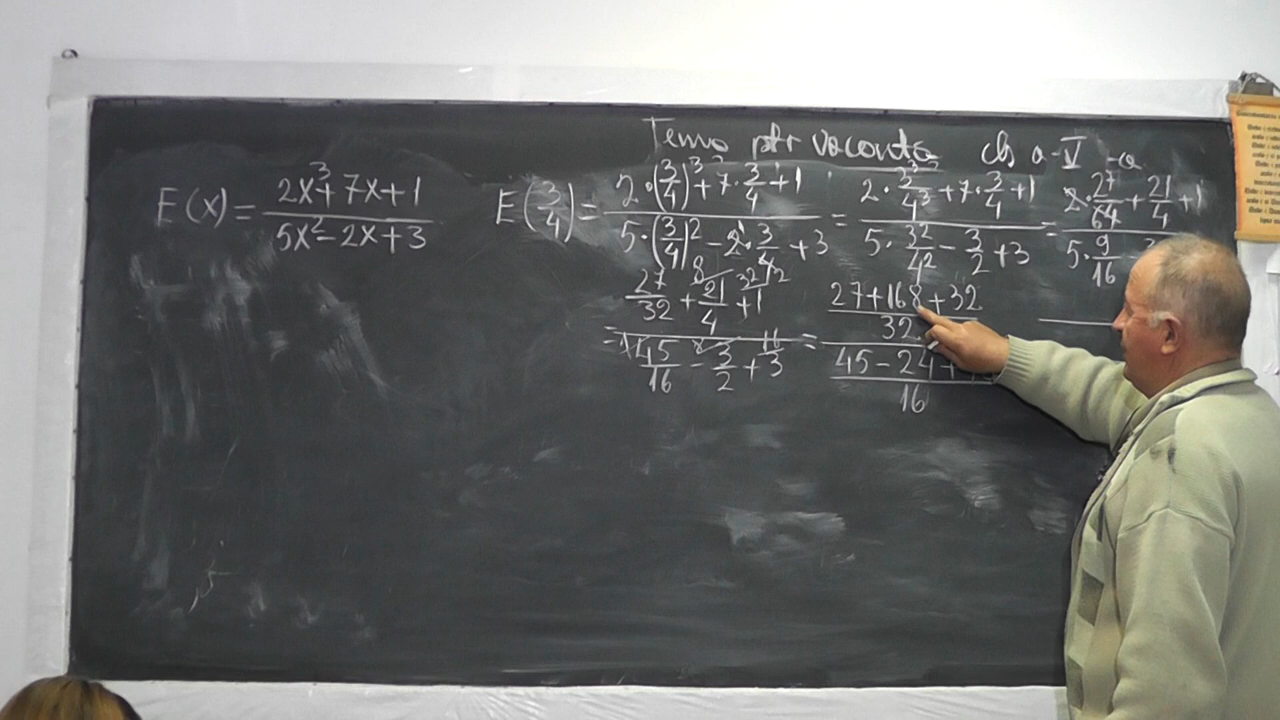 Tema ptr vacanta cls a-V-a
E(x) = (2x³+7x+1)/(5x²-2x+3)
E(3/4) = (2·(3/4)³+7·3/4+1)/(5·(3/4)²-2·3/4+3) = (2·3³/4³+7·3/4+1)/(5·3²/4²-3/2+3) = (2·27/64+21/4+1)/(5·9/16-
= (27/32+21/4+1)/(45/16-3/2+3) = ((27+168+32)/32)/((45-24+)/16)